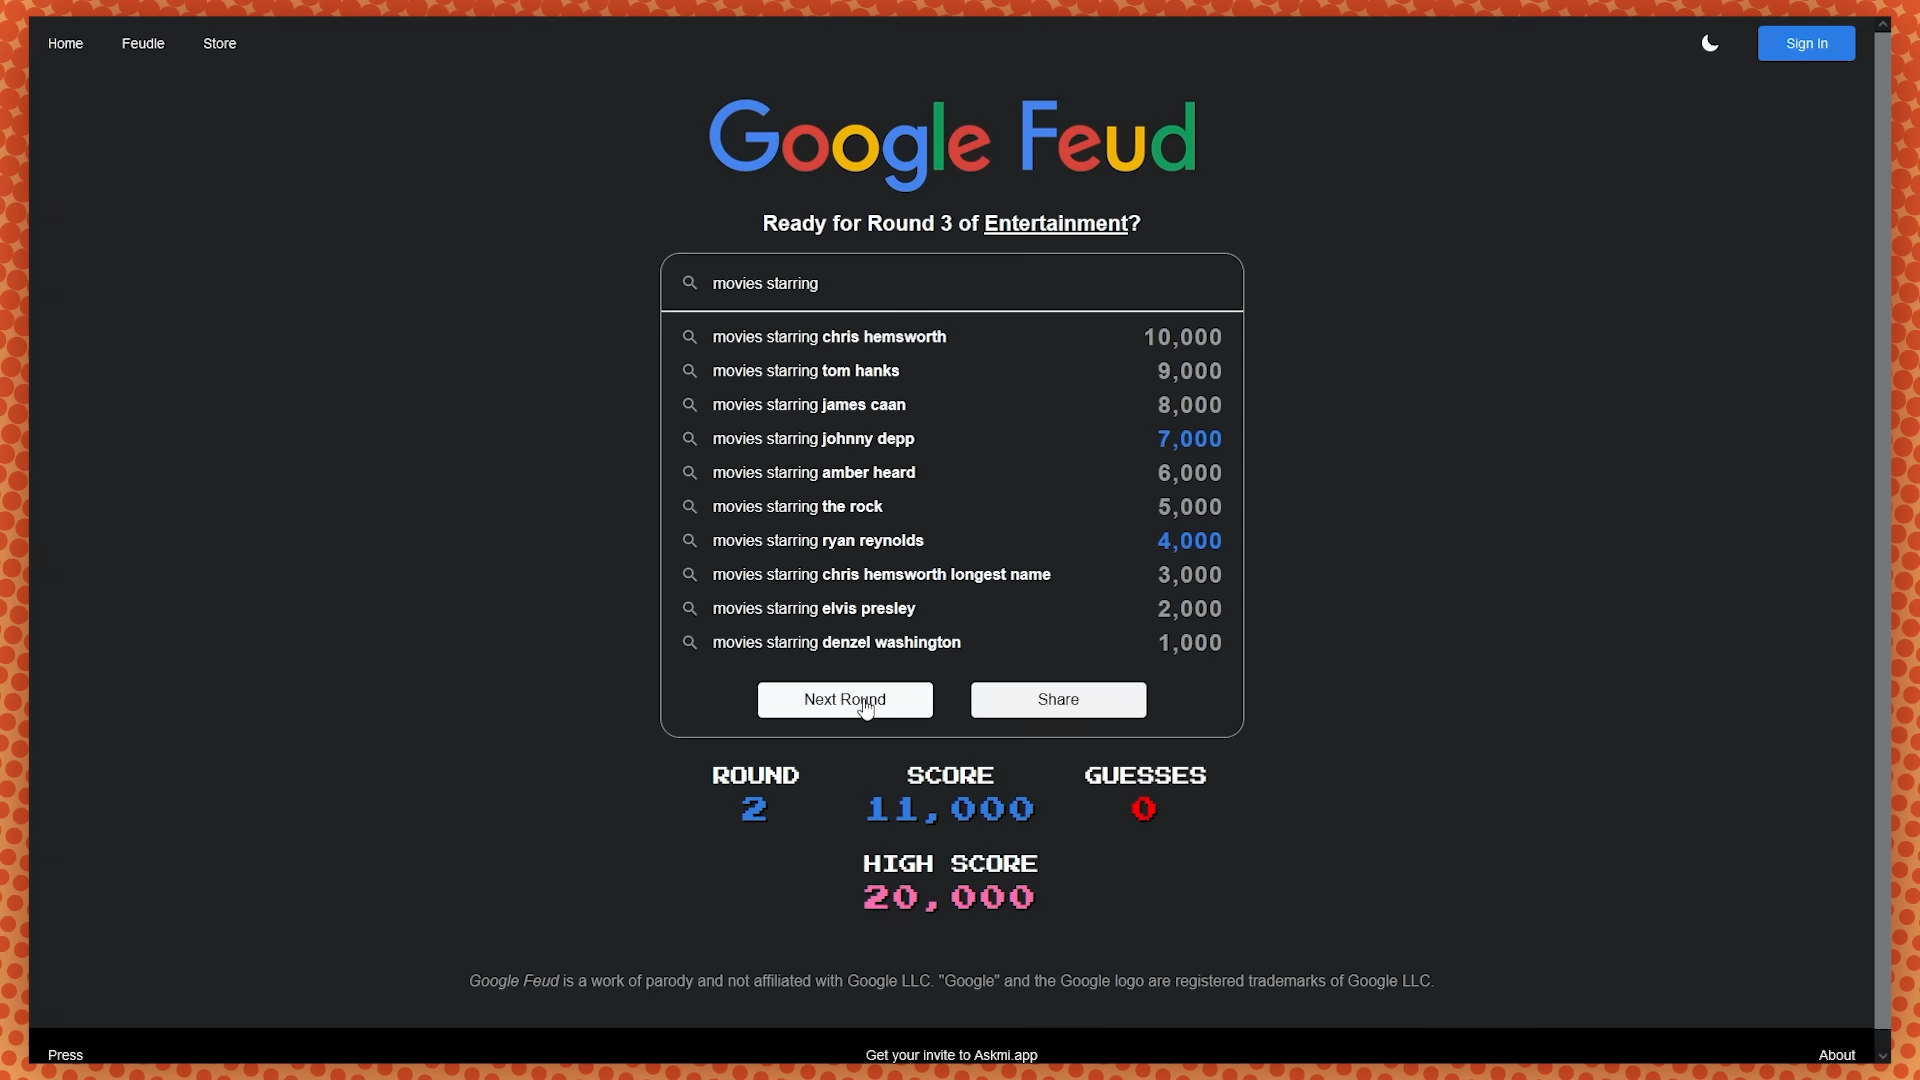 Home Feudle Store Sign In
Google Feud
Ready for Round 3 of Entertainment?
movies starring
movies starring chris hemsworth 10,000
movies starring tom hanks 9,000
movies starring james caan 8,000
movies starring johnny depp 7,000
movies starring amber heard 6,000
movies starring the rock 5,000
movies starring ryan reynolds 4,000
movies starring chris hemsworth longest name 3,000
movies starring elvis presley 2,000
movies starring denzel washington 1,000
Next Round Share
ROUND SCORE GUESSES
2 11,000 0
HIGH SCORE
20,000
Google Feud is a work of parody and not affiliated with Google LLC. "Google" and the Google logo are registered trademarks of Google LLC.
Press Get your invite to Askmi.app About